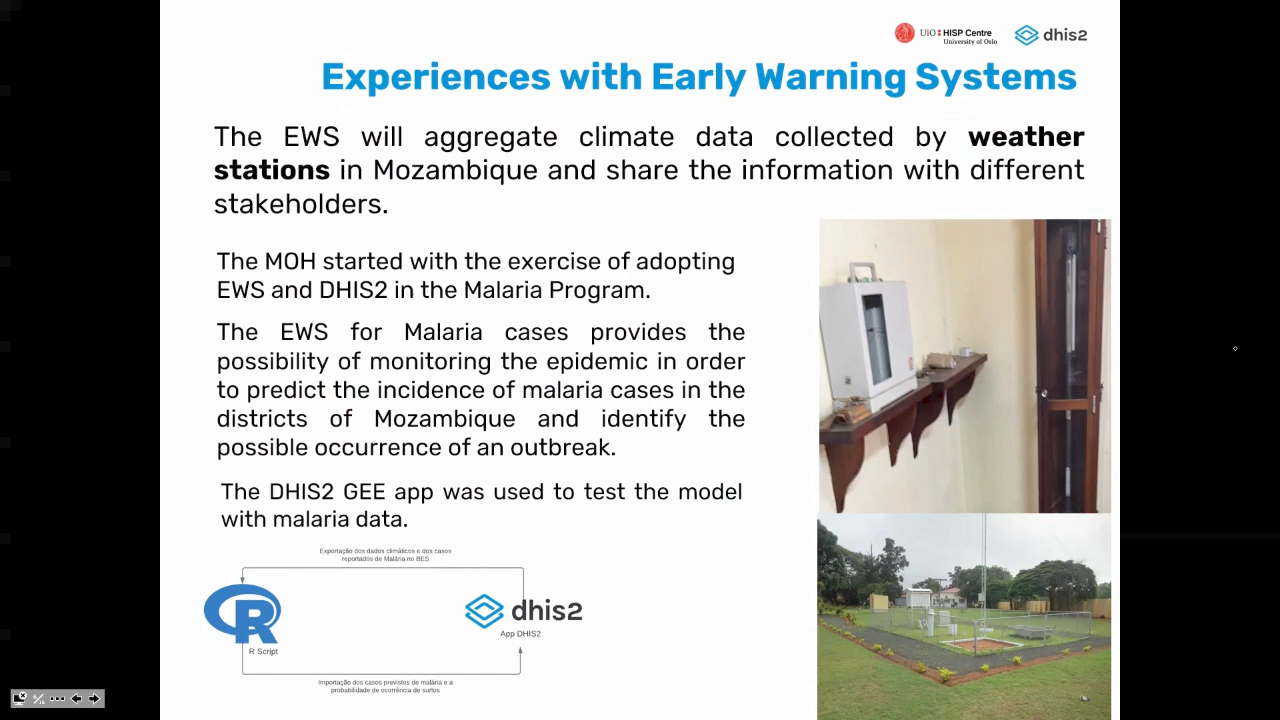 UiO HISP Centre
University of Oslo
dhis2
Experiences with Early Warning Systems
The EWS will aggregate climate data collected by weather
stations in Mozambique and share the information with different
stakeholders.
The MOH started with the exercise of adopting
EWS and DHIS2 in the Malaria Program.
The EWS for Malaria cases provides the
possibility of monitoring the epidemic in order
to predict the incidence of malaria cases in the
districts of Mozambique and identify the
possible occurrence of an outbreak.
The DHIS2 GEE app was used to test the model
with malaria data.
Exportação dos dados climáticos e dos casos
reportados de Malária no BES
R
dhis2
App DHIS2
R Script
Importação dos casos previstos de malária e a
probabilidade de ocorrência de surtos